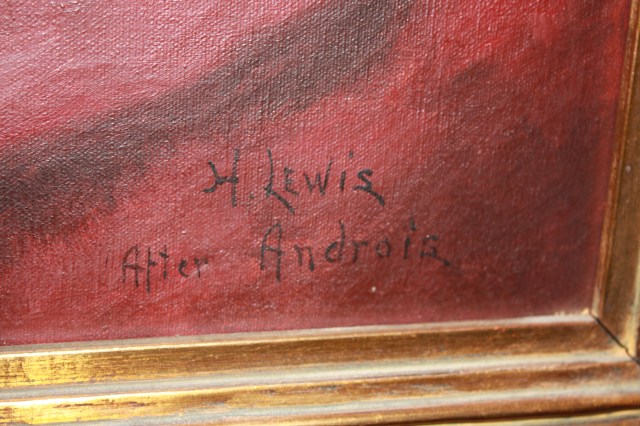 H. Lewis
After Androis